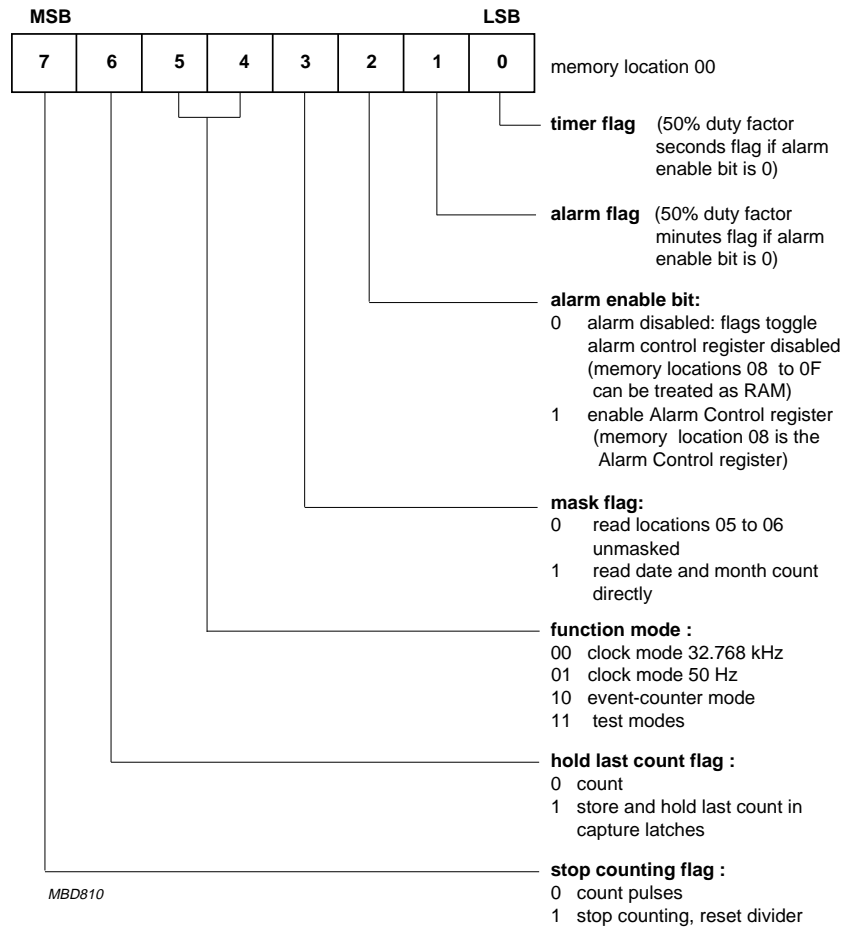 MSB LSB
7 6 5 4 3 2 1 0 memory location 00
timer flag (50% duty factor
seconds flag if alarm
enable bit is 0)
alarm flag (50% duty factor
minutes flag if alarm
enable bit is 0)
alarm enable bit:
0 alarm disabled: flags toggle
alarm control register disabled
(memory locations 08 to 0F
can be treated as RAM)
1 enable Alarm Control register
(memory location 08 is the
Alarm Control register)
mask flag:
0 read locations 05 to 06
unmasked
1 read date and month count
directly
function mode :
00 clock mode 32.768 kHz
01 clock mode 50 Hz
10 event-counter mode
11 test modes
hold last count flag :
0 count
1 store and hold last count in
capture latches
stop counting flag :
0 count pulses
1 stop counting, reset divider
MBD810